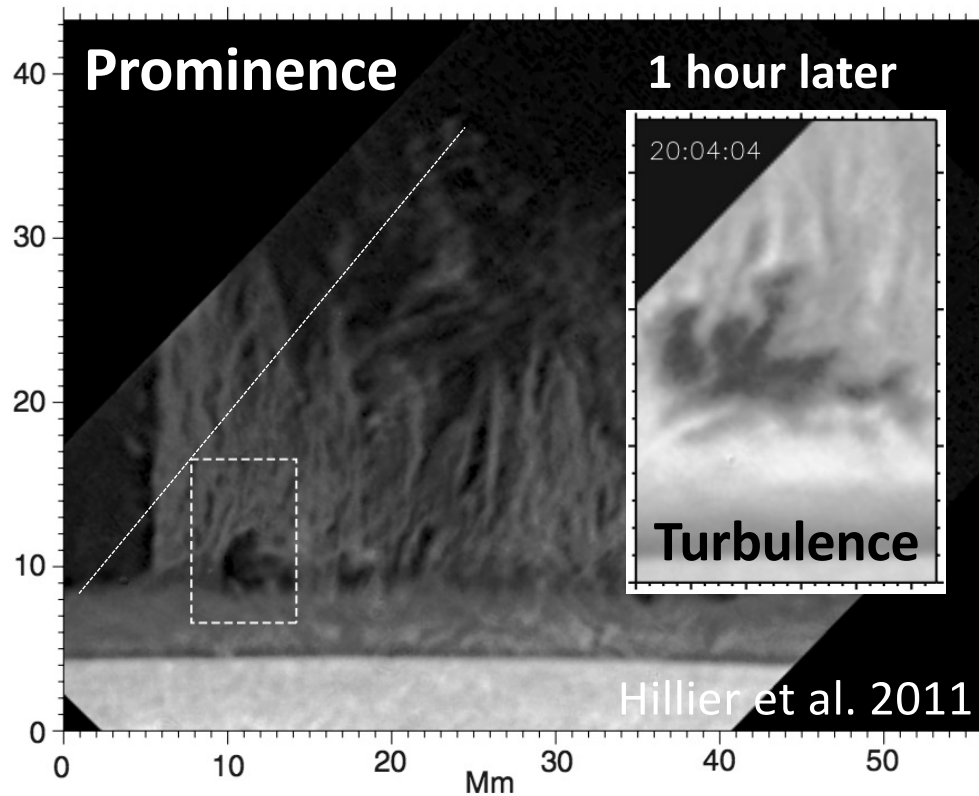 Prominence
1 hour later
20:04:04
Turbulence
Hillier et al. 2011
40
30
20
10
0
0 10 20 30 40 50
Mm